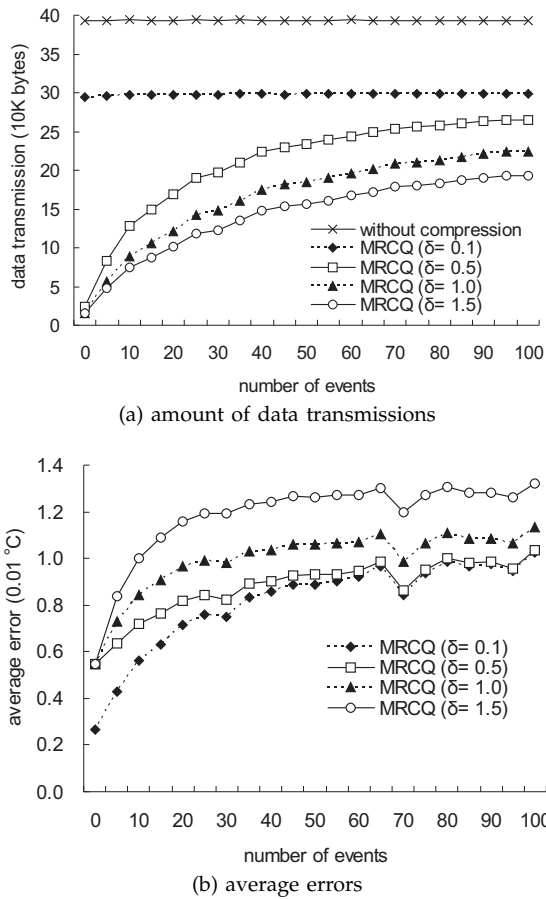 40
35
30
25
20
15
10
5
0
data transmission (10K bytes)
without compression
MRCQ (δ= 0.1)
MRCQ (δ= 0.5)
MRCQ (δ= 1.0)
MRCQ (δ= 1.5)
0 10 20 30 40 50 60 70 80 90 100
number of events
(a) amount of data transmissions
1.4
1.2
1.0
0.8
0.6
0.4
0.2
0.0
average error (0.01 °C)
MRCQ (δ= 0.1)
MRCQ (δ= 0.5)
MRCQ (δ= 1.0)
MRCQ (δ= 1.5)
0 10 20 30 40 50 60 70 80 90 100
number of events
(b) average errors